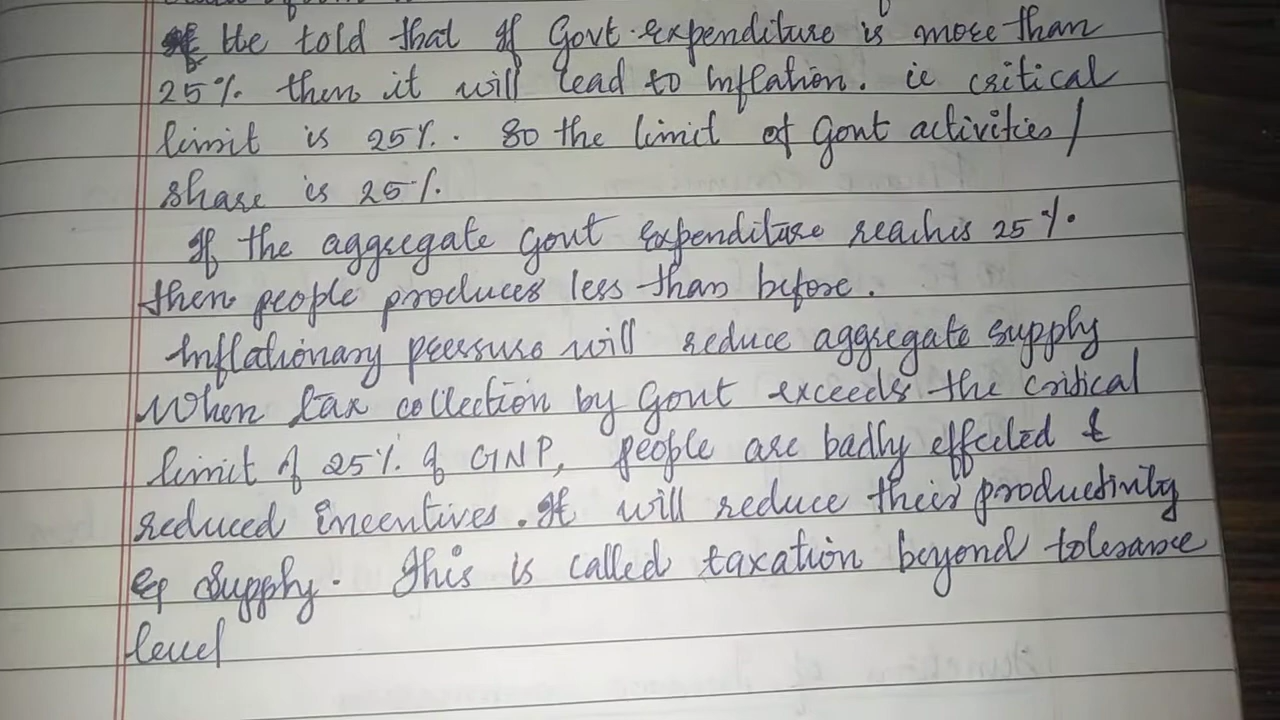 He told that if Govt. expenditure is more than
25% then it will lead to inflation. ie critical
limit is 25%. So the limit of Govt activities /
share is 25%.
If the aggregate Govt expenditure reaches 25%.
then people produces less than before.
Inflationary pressure will reduce aggregate supply
When tax collection by Govt exceeds the critical
limit of 25% of GNP, people are badly effected &
reduced incentives. It will reduce their productivity
& Supply. This is called taxation beyond tolerance
level